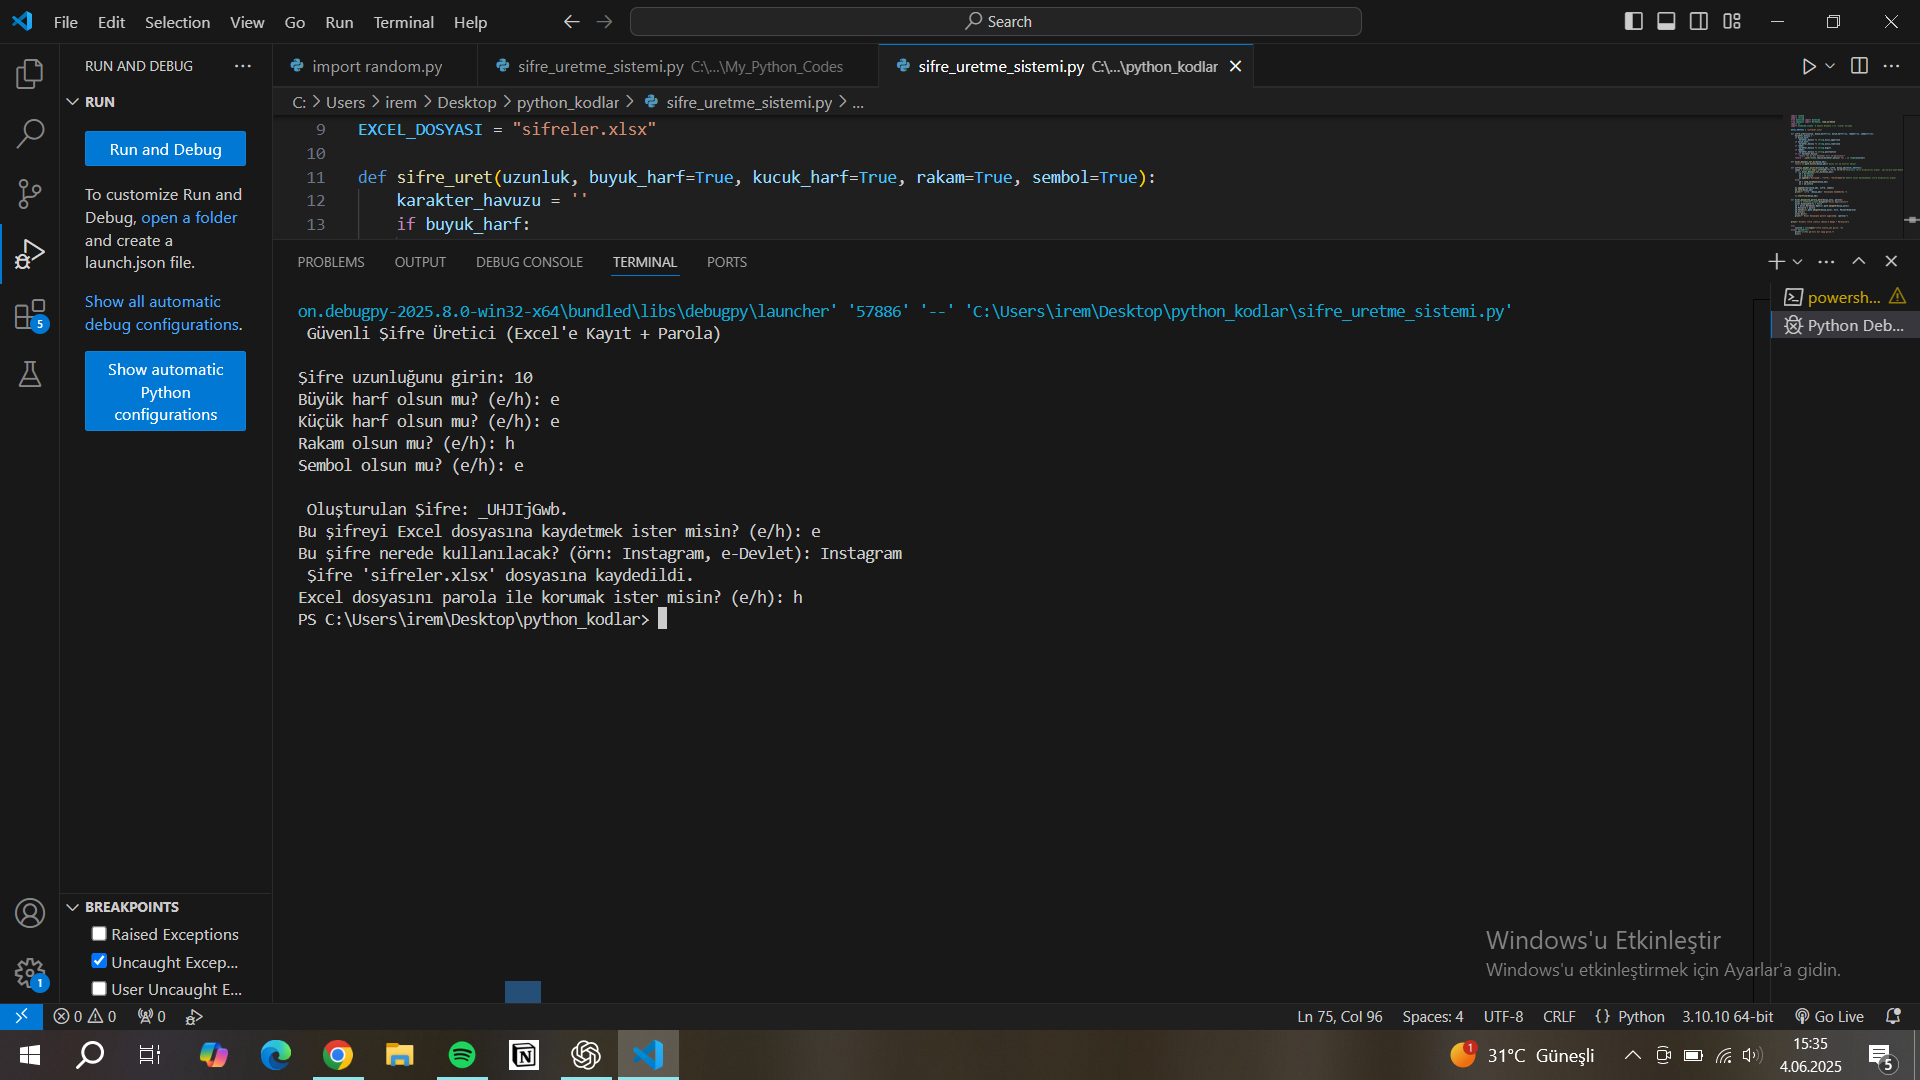 File Edit Selection View Go Run Terminal Help
Search
RUN AND DEBUG ...
RUN
Run and Debug
To customize Run and
Debug, open a folder
and create a
launch.json file.
Show all automatic
debug configurations.
Show automatic
Python
configurations
5
import random.py
sifre_uretme_sistemi.py C:\...\My_Python_Codes
sifre_uretme_sistemi.py C:\...\python_kodlar
C: > Users > irem > Desktop > python_kodlar > sifre_uretme_sistemi.py > ...
9 EXCEL_DOSYASI = "sifreler.xlsx"
10
11 def sifre_uret(uzunluk, buyuk_harf=True, kucuk_harf=True, rakam=True, sembol=True):
12 karakter_havuzu = ''
13 if buyuk_harf:
PROBLEMS OUTPUT DEBUG CONSOLE TERMINAL PORTS
on.debugpy-2025.8.0-win32-x64\bundled\libs\debugpy\launcher' '57886' '--' 'C:\Users\irem\Desktop\python_kodlar\sifre_uretme_sistemi.py'
Güvenli Şifre Üretici (Excel'e Kayıt + Parola)
Şifre uzunluğunu girin: 10
Büyük harf olsun mu? (e/h): e
Küçük harf olsun mu? (e/h): e
Rakam olsun mu? (e/h): h
Sembol olsun mu? (e/h): e
Oluşturulan Şifre: _UHJIjGwb.
Bu şifreyi Excel dosyasına kaydetmek ister misin? (e/h): e
Bu şifre nerede kullanılacak? (örn: Instagram, e-Devlet): Instagram
Şifre 'sifreler.xlsx' dosyasına kaydedildi.
Excel dosyasını parola ile korumak ister misin? (e/h): h
PS C:\Users\irem\Desktop\python_kodlar>
powersh...
Python Deb...
BREAKPOINTS
Raised Exceptions
Uncaught Excep...
User Uncaught E...
1
Windows'u Etkinleştir
Windows'u etkinleştirmek için Ayarlar'a gidin.
0 0 0
Ln 75, Col 96 Spaces: 4 UTF-8 CRLF {} Python 3.10.10 64-bit Go Live
1 31°C Güneşli
15:35
4.06.2025
5